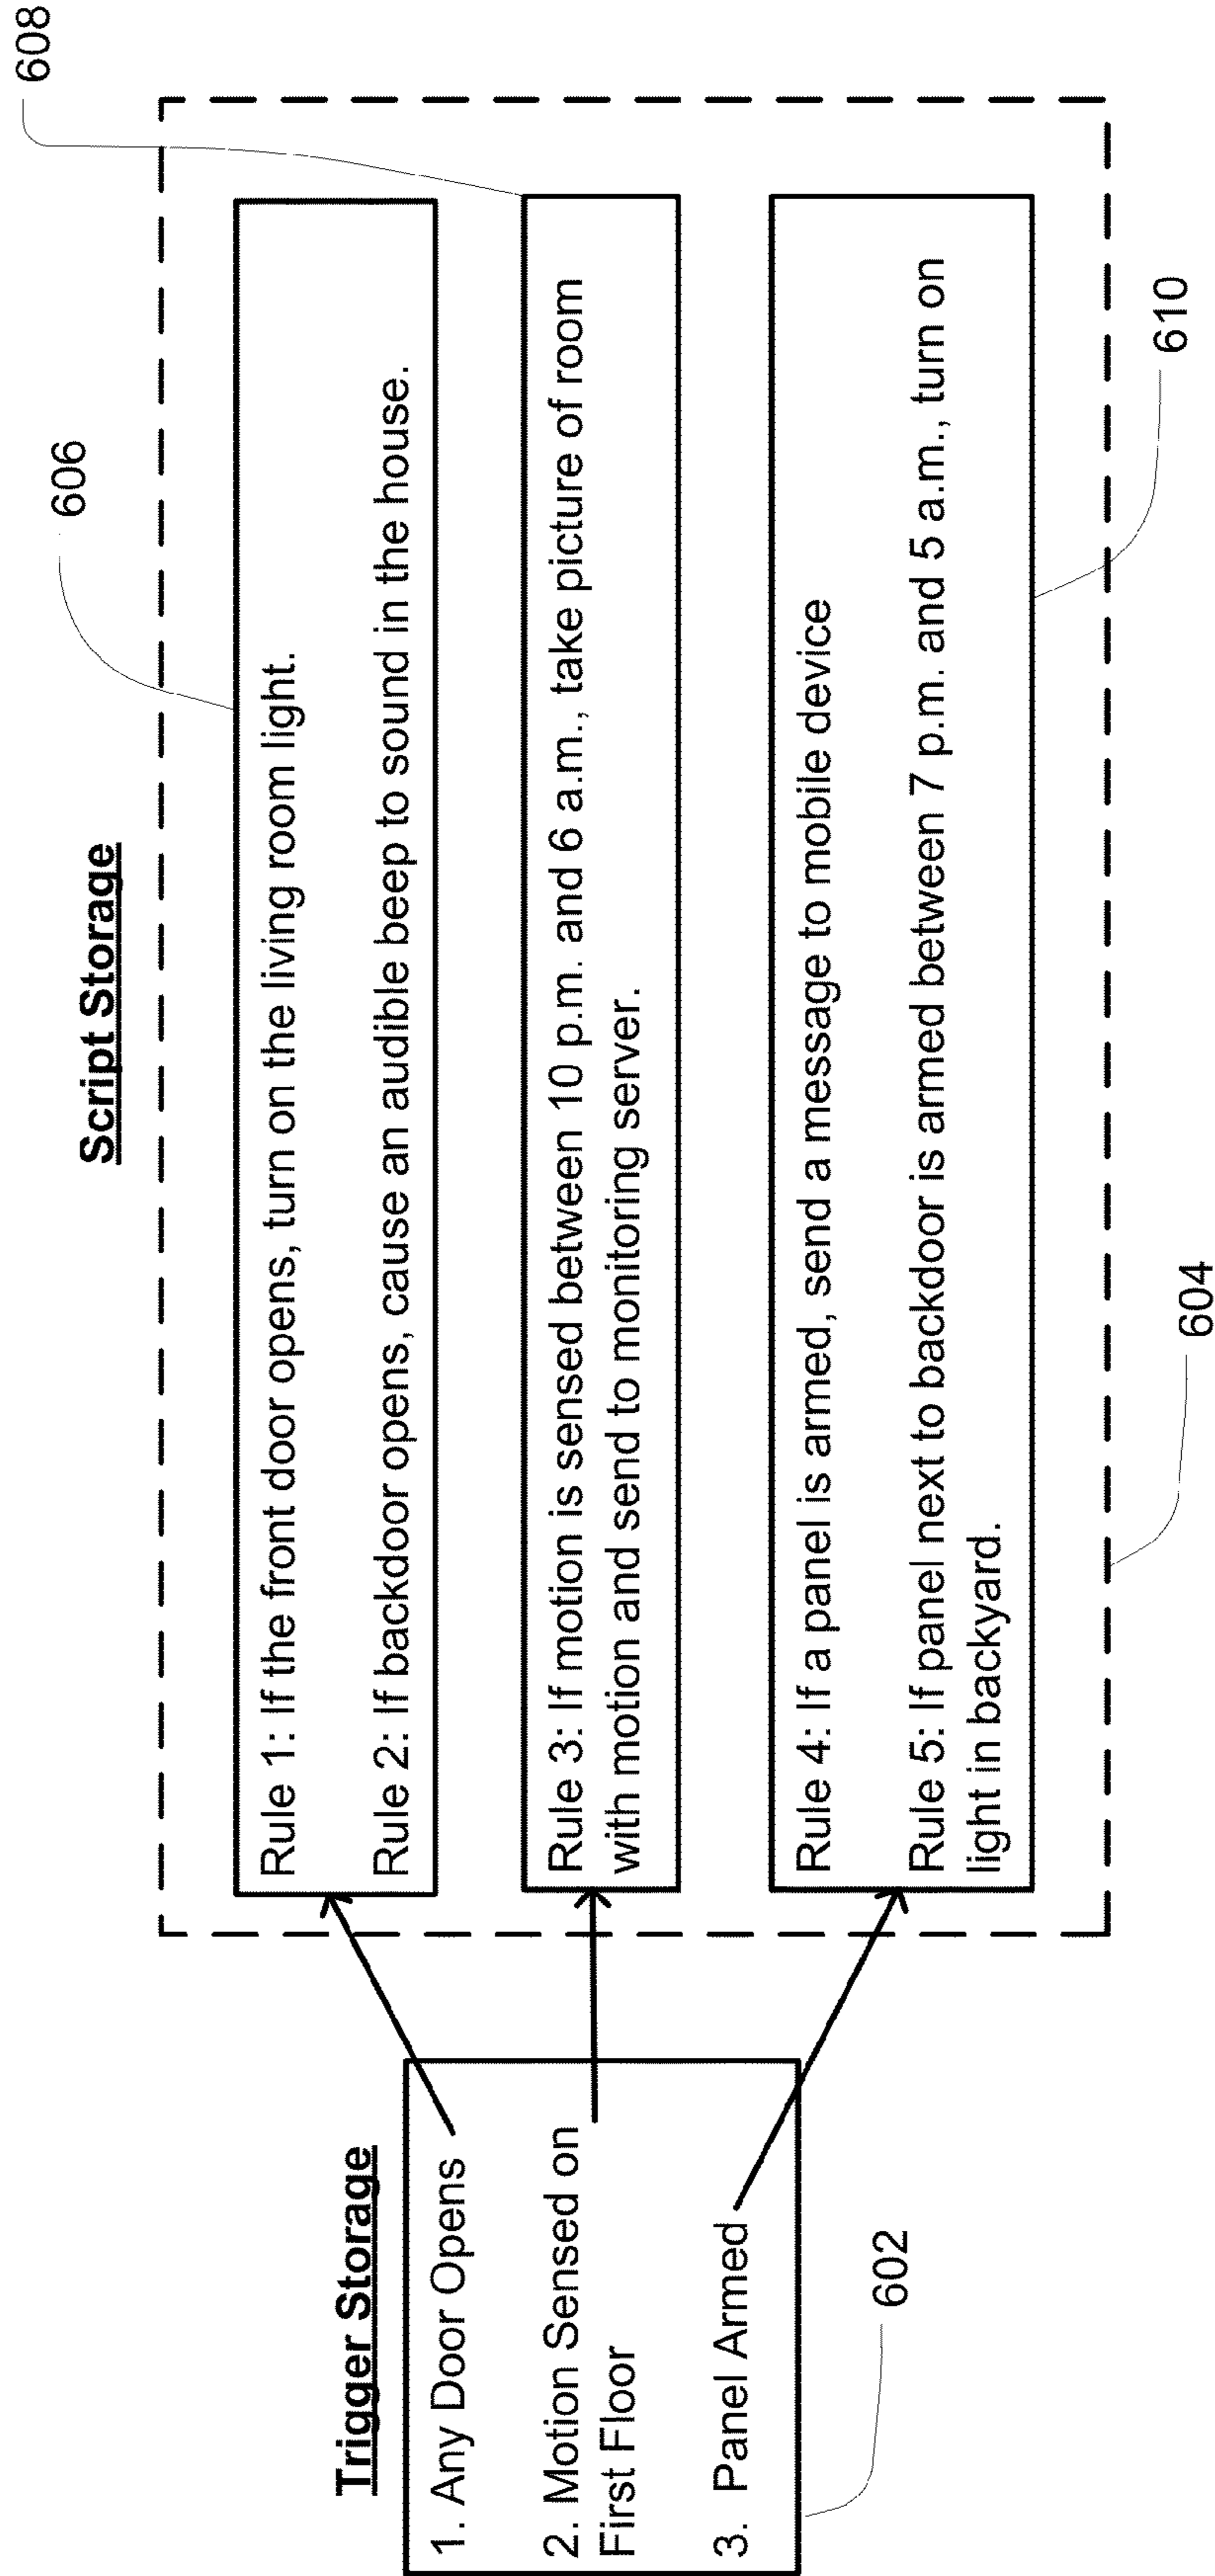 Script Storage
608
606
Rule 1: If the front door opens, turn on the living room light.
Rule 2: If backdoor opens, cause an audible beep to sound in the house.
Trigger Storage
1. Any Door Opens
2. Motion Sensed on
First Floor
3. Panel Armed
602
Rule 3: If motion is sensed between 10 p.m. and 6 a.m., take picture of room
with motion and send to monitoring server.
Rule 4: If a panel is armed, send a message to mobile device
Rule 5: If panel next to backdoor is armed between 7 p.m. and 5 a.m., turn on
light in backyard.
610
604